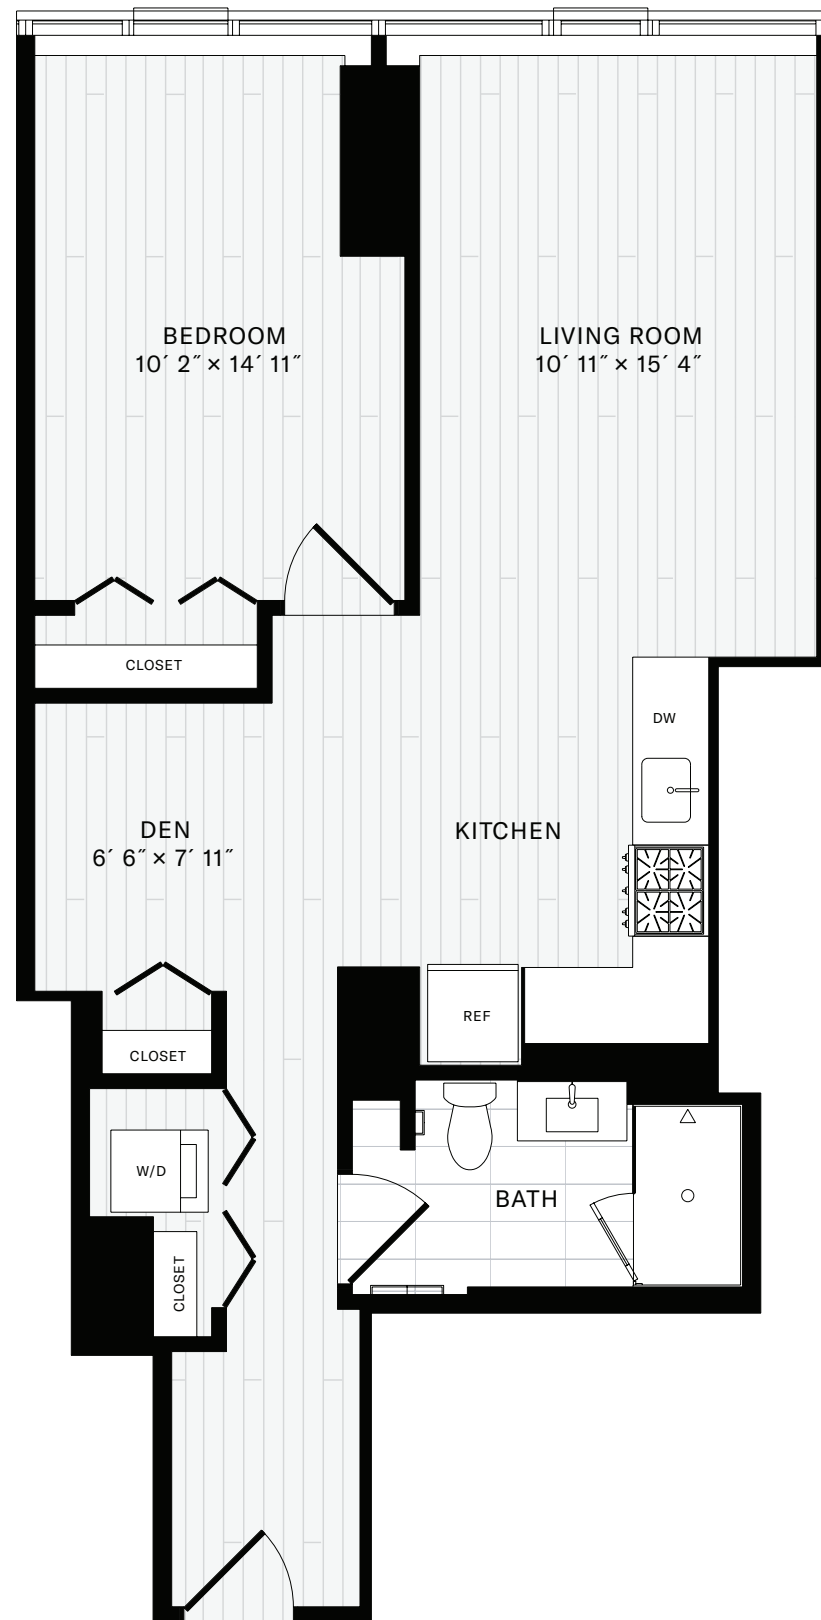 BEDROOM
10´ 2˝ × 14´ 11˝
LIVING ROOM
10´ 11˝ × 15´ 4˝
CLOSET
DW
DEN
6´ 6˝ × 7´ 11˝
KITCHEN
REF
CLOSET
W/D
BATH
CLOSET